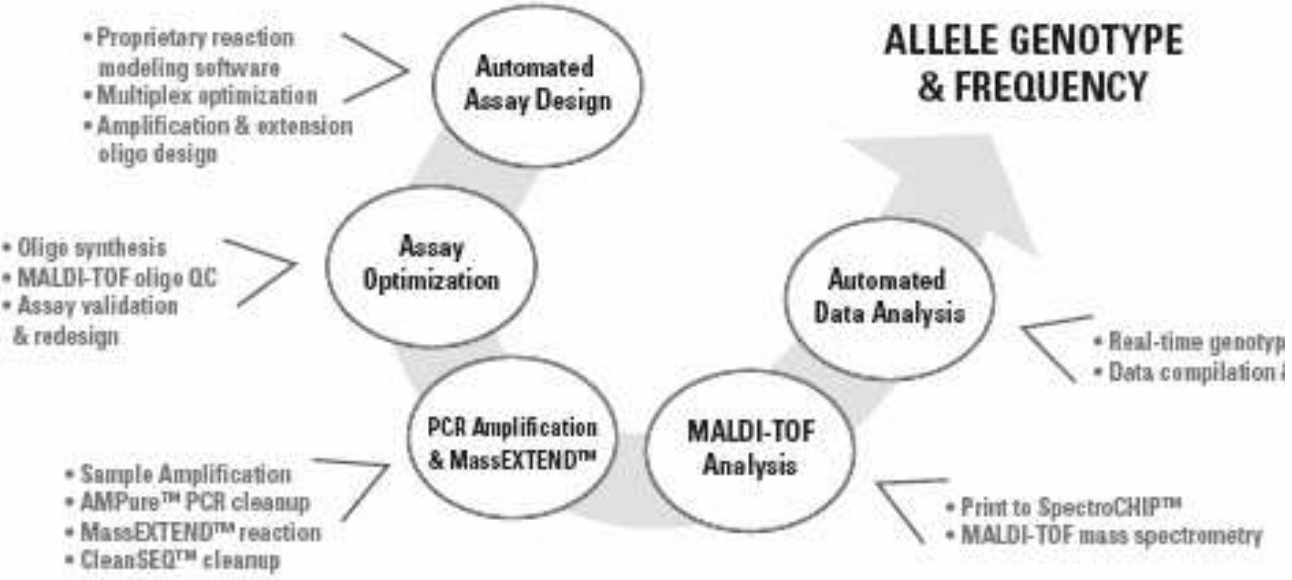 ALLELE GENOTYPE
& FREQUENCY
• Proprietary reaction
modeling software
• Multiplex optimization
• Amplification & extension
oligo design
Automated
Assay Design
• Oligo synthesis
• MALDI-TOF oligo QC
• Assay validation
& redesign
Assay
Optimization
• Sample Amplification
• AMPure™ PCR cleanup
• MassEXTEND™ reaction
• CleanSEQ™ cleanup
PCR Amplification
& MassEXTEND™
MALDI-TOF
Analysis
• Print to SpectroCHIP™
• MALDI-TOF mass spectrometry
Automated
Data Analysis
• Real-time genotyp
• Data compilation